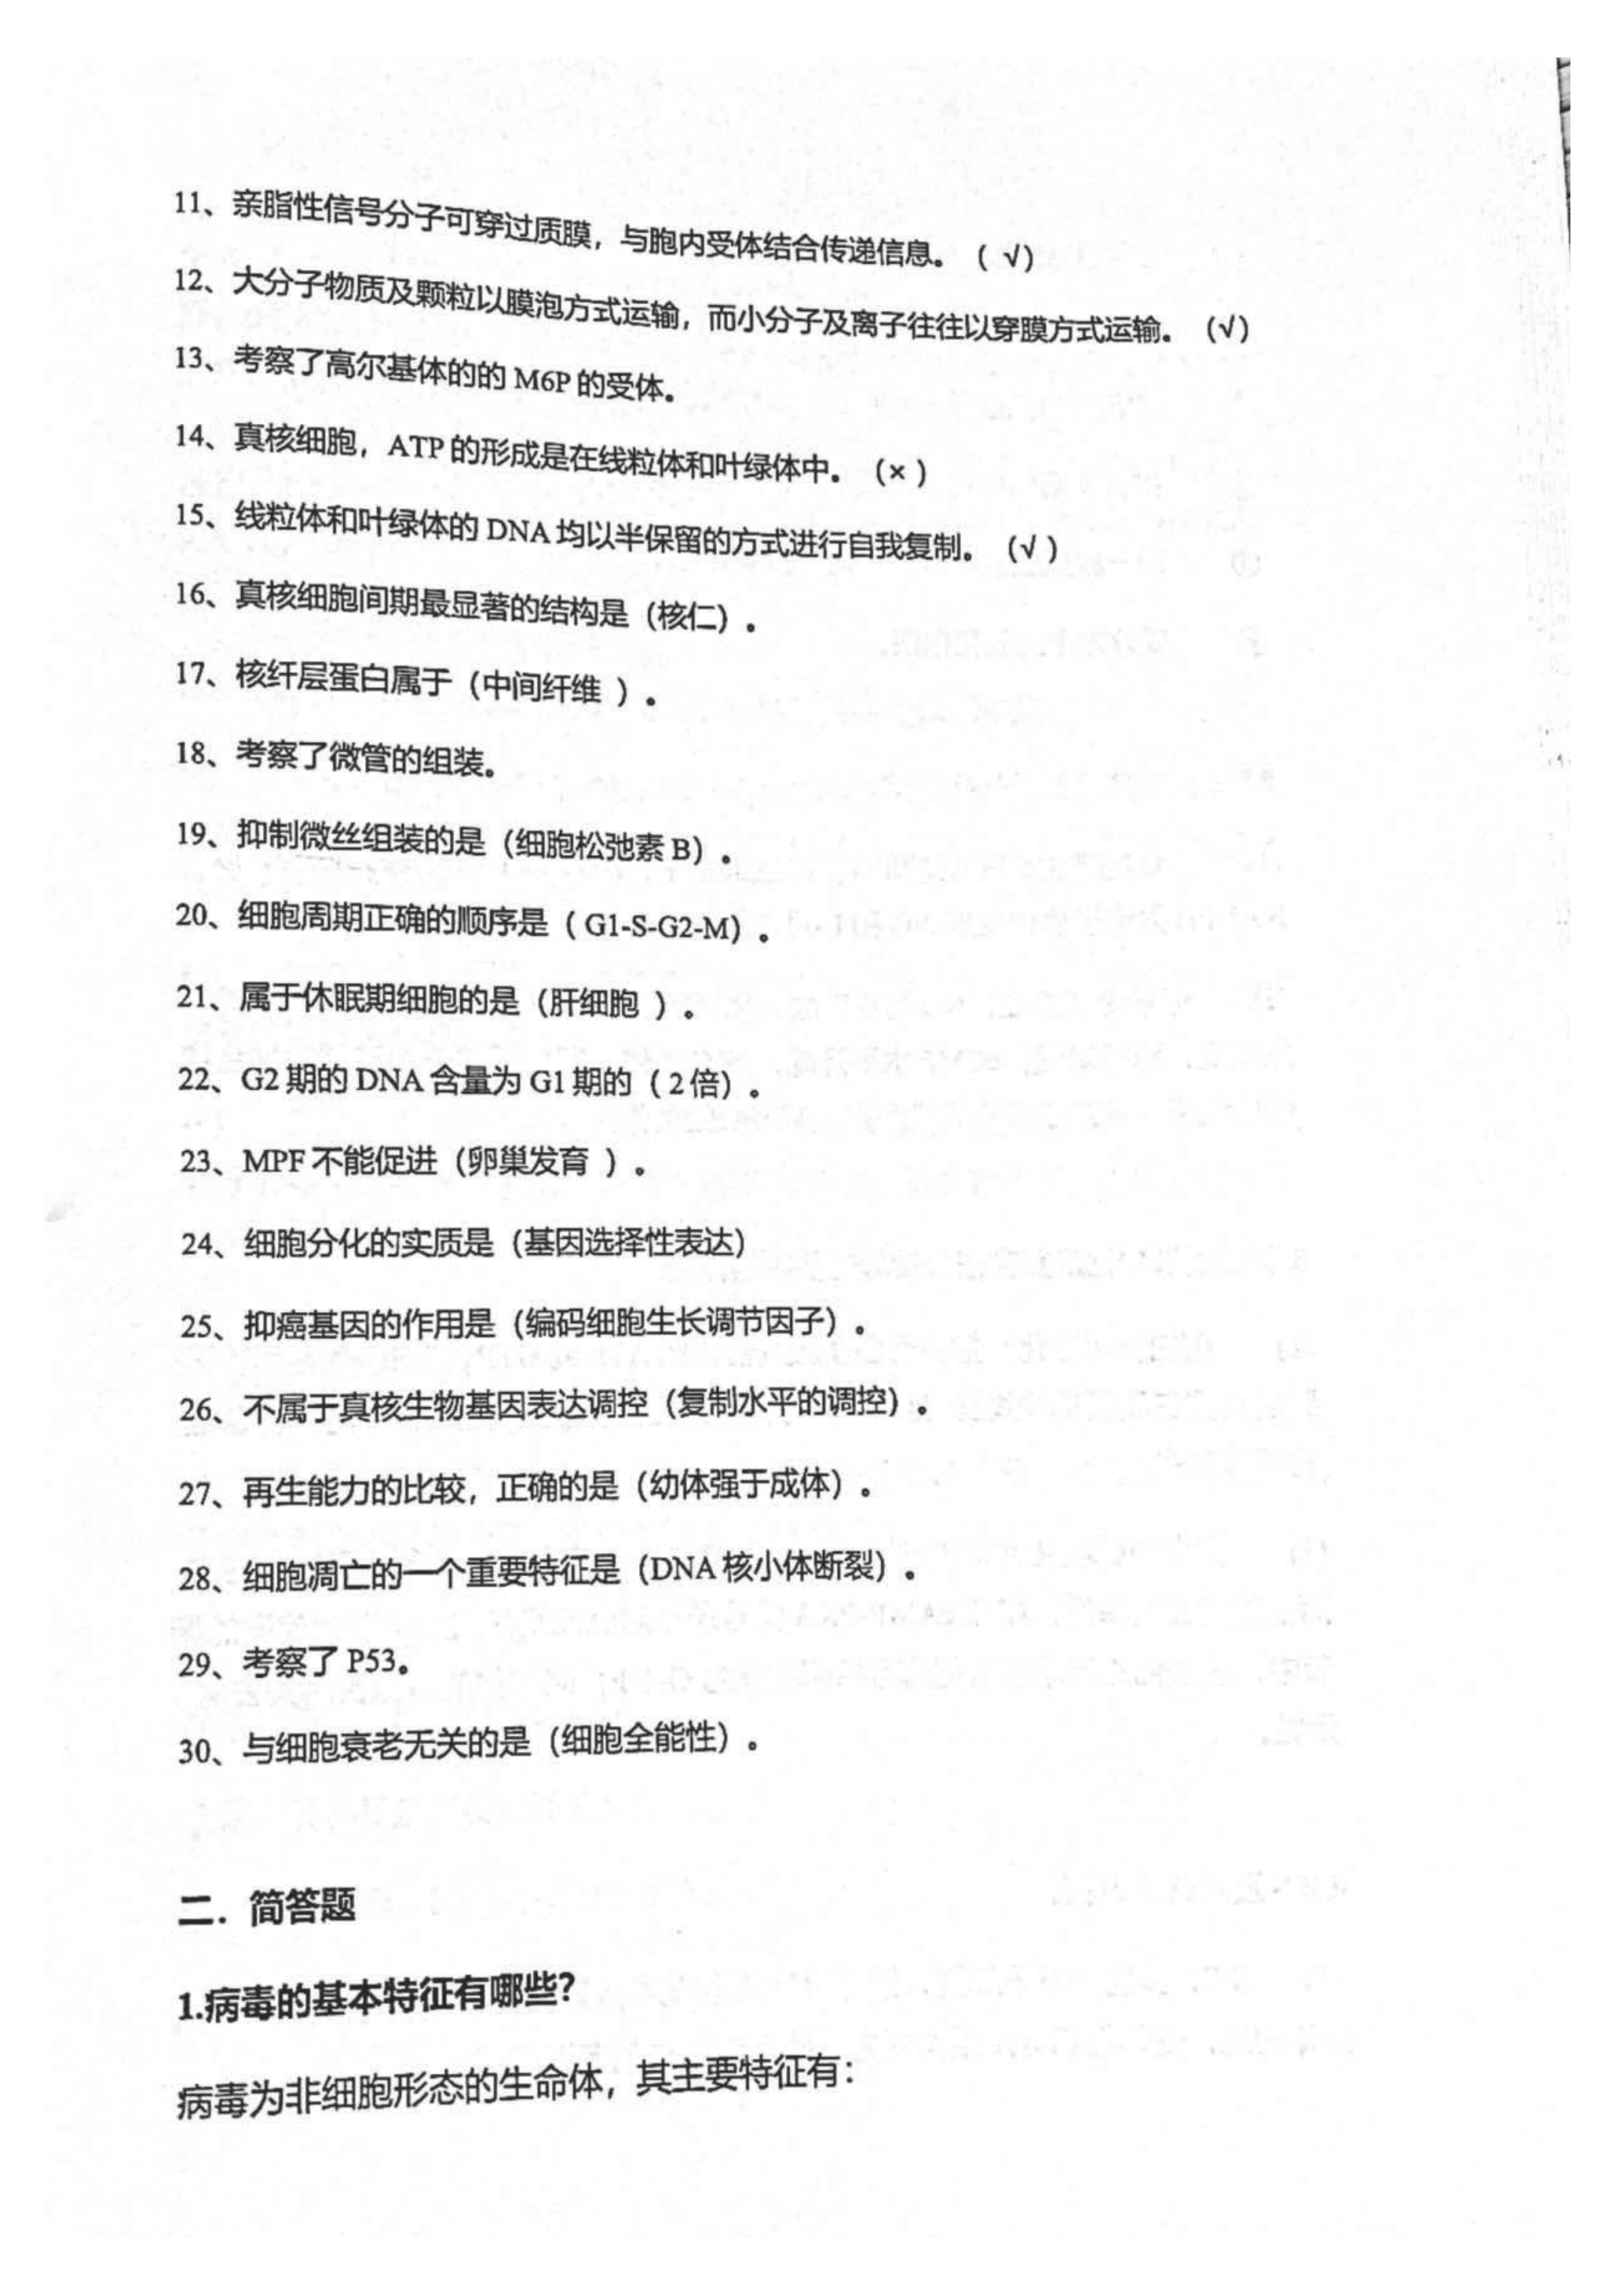 11、亲脂性信号分子可穿过质膜，与胞内受体结合传递信息。（ √）
12、大分子物质及颗粒以膜泡方式运输，而小分子及离子往往以穿膜方式运输。（√）
13、考察了高尔基体的的 M6P 的受体。
14、真核细胞，ATP 的形成是在线粒体和叶绿体中。（× ）
15、线粒体和叶绿体的 DNA 均以半保留的方式进行自我复制。（√ ）
16、真核细胞间期最显著的结构是（核仁）。
17、核纤层蛋白属于（中间纤维 ）。
18、考察了微管的组装。
19、抑制微丝组装的是（细胞松弛素 B）。
20、细胞周期正确的顺序是（ G1-S-G2-M）。
21、属于休眠期细胞的是（肝细胞 ）。
22、G2 期的 DNA 含量为 G1 期的（ 2 倍）。
23、MPF 不能促进（卵巢发育 ）。
24、细胞分化的实质是（基因选择性表达）
25、抑癌基因的作用是（编码细胞生长调节因子）。
26、不属于真核生物基因表达调控（复制水平的调控）。
27、再生能力的比较，正确的是（幼体强于成体）。
28、细胞凋亡的一个重要特征是（DNA 核小体断裂）。
29、考察了 P53。
30、与细胞衰老无关的是（细胞全能性）。
二．简答题
1.病毒的基本特征有哪些？
病毒为非细胞形态的生命体，其主要特征有：